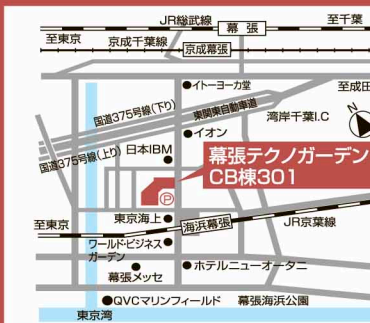 JR総武線
幕張
至千葉
至東京
京成千葉線
京成幕張
イトーヨーカ堂
至成田
国道375号線(下り)
東関東自動車道
湾岸千葉I.C
N
イオン
国道375号線(上り)
日本IBM
幕張テクノガーデン
CB棟301
P
至東京
東京海上
海浜幕張
JR京葉線
ワールド・ビジネス
ガーデン
ホテルニューオータニ
幕張メッセ
QVCマリンフィールド
幕張海浜公園
東京湾